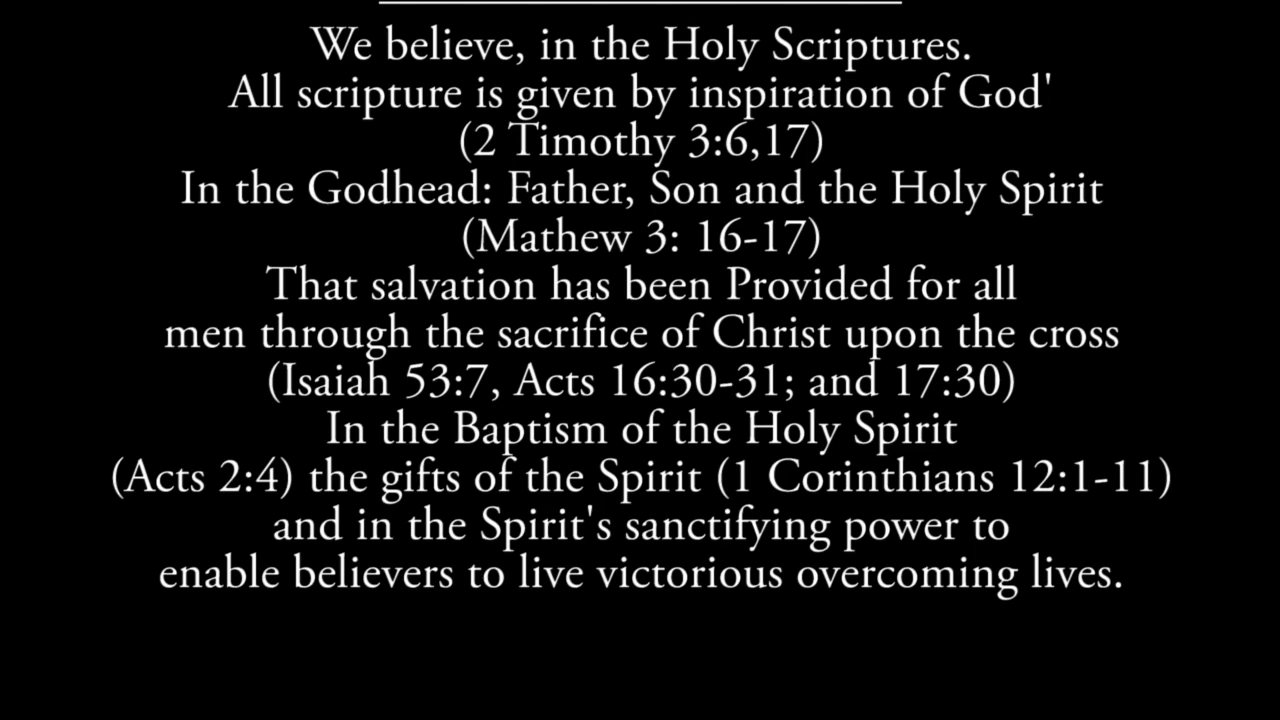 We believe, in the Holy Scriptures.
All scripture is given by inspiration of God'
(2 Timothy 3:6,17)
In the Godhead: Father, Son and the Holy Spirit
(Mathew 3: 16-17)
That salvation has been Provided for all
men through the sacrifice of Christ upon the cross
(Isaiah 53:7, Acts 16:30-31; and 17:30)
In the Baptism of the Holy Spirit
(Acts 2:4) the gifts of the Spirit (1 Corinthians 12:1-11)
and in the Spirit's sanctifying power to
enable believers to live victorious overcoming lives.